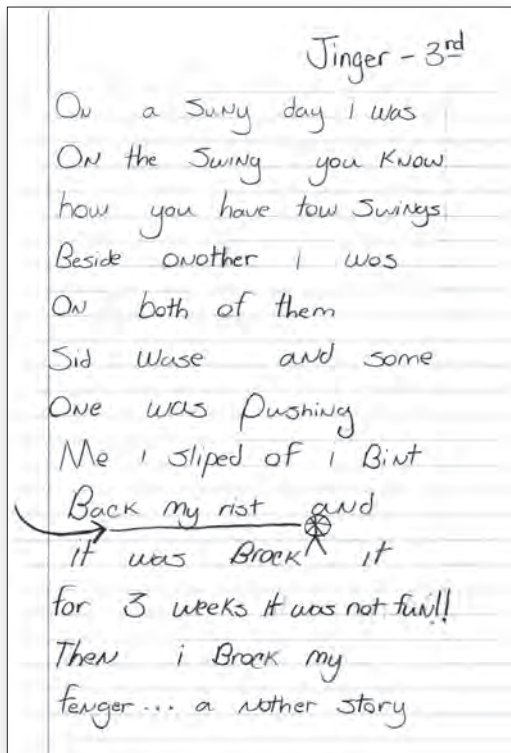 Jinger - 3rd
On a suny day i was
On the Swing you know
how you have tow Swings
Beside onother i wos
On both of them
Sid wase and some
One was pushing
Me i sliped of i Bint
Back my rist and
it was Brock it
for 3 weeks it was not fun!!
Then i Brock my
fenger... a nother story